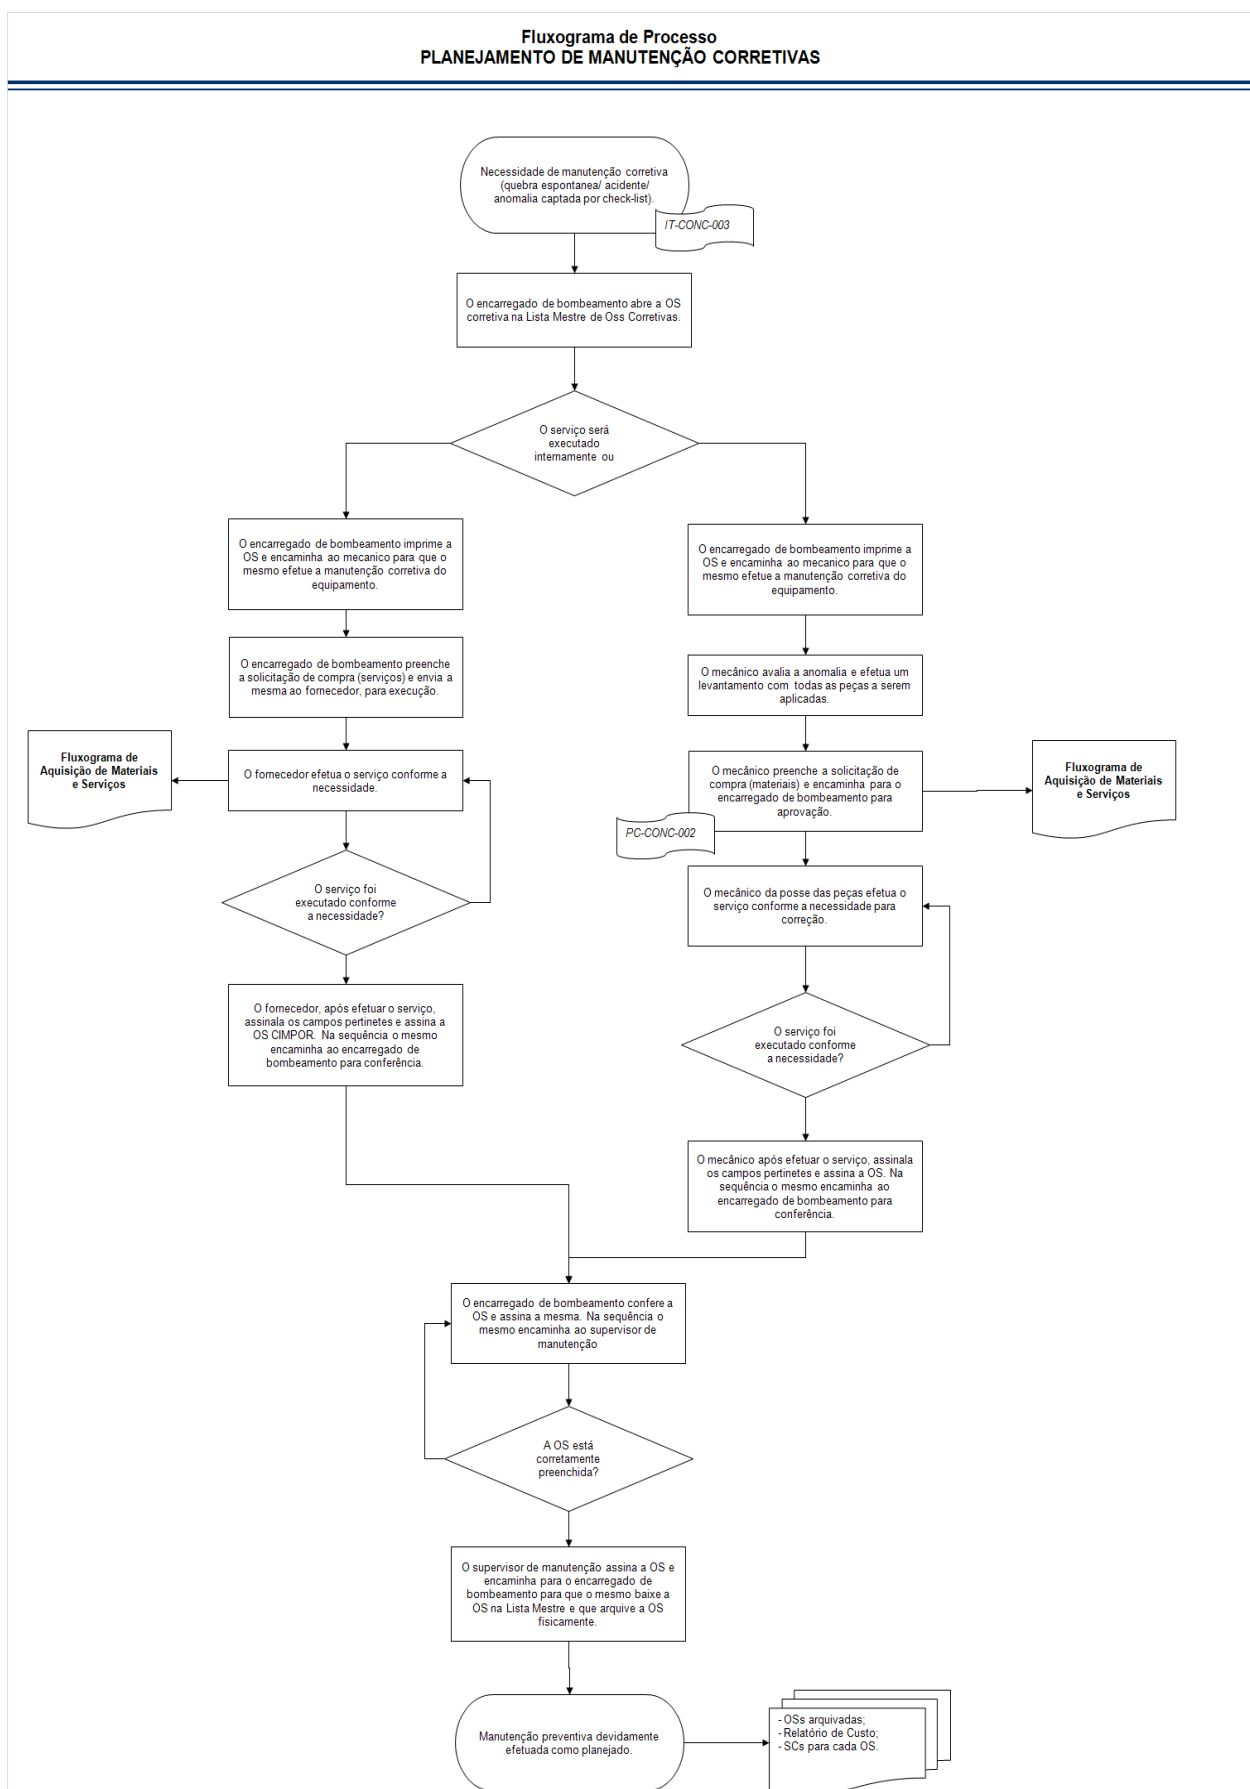 Fluxograma de Processo
PLANEJAMENTO DE MANUTENÇÃO CORRETIVAS
Necessidade de manutenção corretiva
(quebra espontanea/ acidente/
anomalia captada por check-list).
IT-CONC-003
O encarregado de bombeamento abre a OS
corretiva na Lista Mestre de Oss Corretivas.
O serviço será
executado
internamente ou
O encarregado de bombeamento imprime a
OS e encaminha ao mecanico para que o
mesmo efetue a manutenção corretiva do
equipamento.
O encarregado de bombeamento preenche
a solicitação de compra (serviços) e envia a
mesma ao fornecedor, para execução.
Fluxograma de
Aquisição de Materiais
e Serviços
O fornecedor efetua o serviço conforme a
necessidade.
O serviço foi
executado conforme
a necessidade?
O fornecedor, após efetuar o serviço,
assinala os campos pertinetes e assina a
OS CIMPOR. Na sequência o mesmo
encaminha ao encarregado de
bombeamento para conferência.
O encarregado de bombeamento imprime a
OS e encaminha ao mecanico para que o
mesmo efetue a manutenção corretiva do
equipamento.
O mecânico avalia a anomalia e efetua um
levantamento com todas as peças a serem
aplicadas.
O mecânico preenche a solicitação de
compra (materiais) e encaminha para o
encarregado de bombeamento para
aprovação.
PC-CONC-002
Fluxograma de
Aquisição de Materiais
e Serviços
O mecânico da posse das peças efetua o
serviço conforme a necessidade para
correção.
O serviço foi
executado conforme
a necessidade?
O mecânico após efetuar o serviço, assinala
os campos pertinetes e assina a OS. Na
sequência o mesmo encaminha ao
encarregado de bombeamento para
conferência.
O encarregado de bombeamento confere a
OS e assina a mesma. Na sequência o
mesmo encaminha ao supervisor de
manutenção
A OS está
corretamente
preenchida?
O supervisor de manutenção assina a OS e
encaminha para o encarregado de
bombeamento para que o mesmo baixe a
OS na Lista Mestre e que arquive a OS
fisicamente.
Manutenção preventiva devidamente
efetuada como planejado.
- OSs arquivadas;
- Relatório de Custo;
- SCs para cada OS.